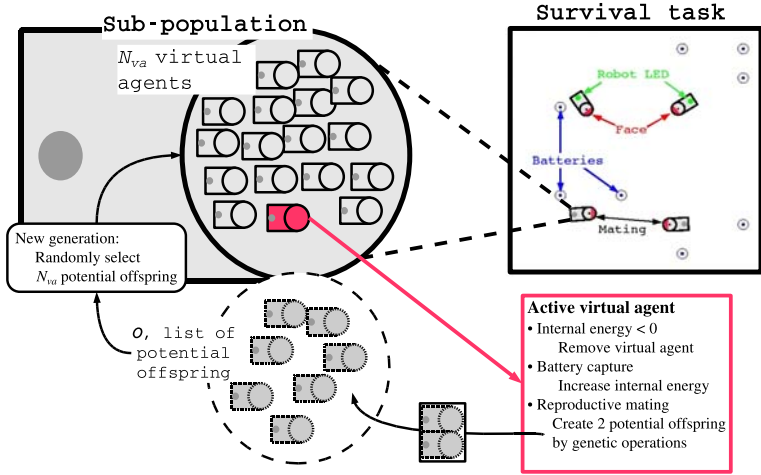 Sub-population
N_va virtual
agents
Survival task
Robot LED
Face
Batteries
Mating
New generation:
Randomly select
N_va potential offspring
O, list of
potential
offspring
Active virtual agent
• Internal energy < 0
Remove virtual agent
• Battery capture
Increase internal energy
• Reproductive mating
Create 2 potential offspring
by genetic operations